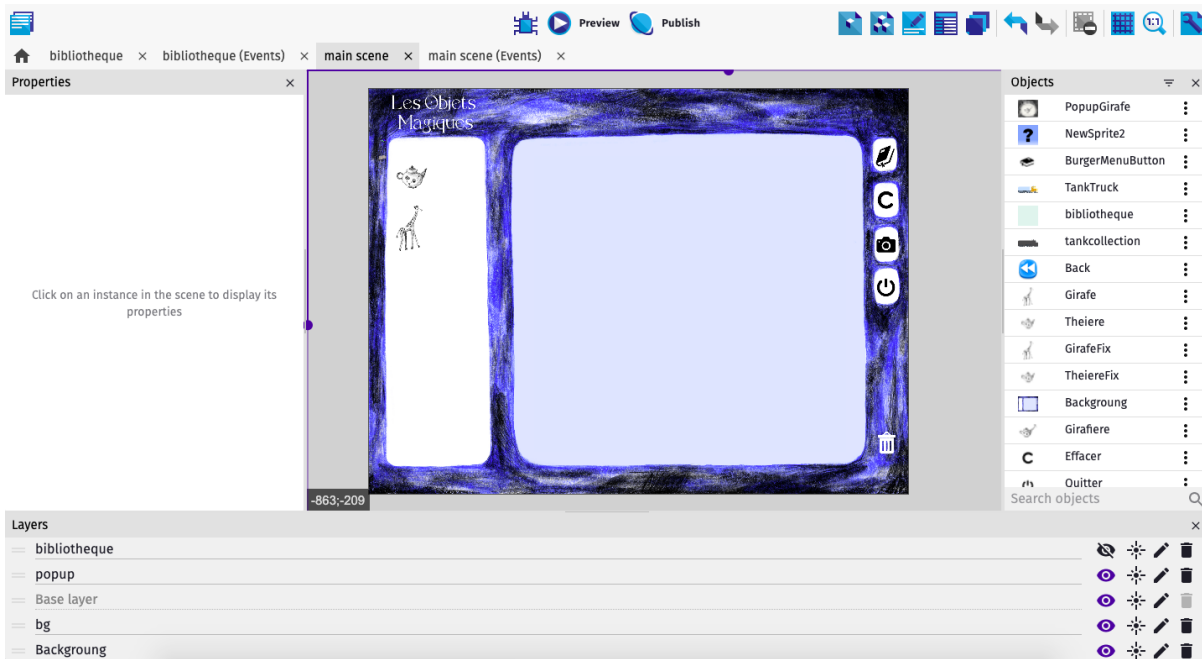 Preview
Publish
1:1
bibliotheque
bibliotheque (Events)
main scene
main scene (Events)
Properties
Click on an instance in the scene to display its
properties
Les Objets
Magiques
C
-863;-209
Objects
PopupGirafe
NewSprite2
BurgerMenuButton
TankTruck
bibliotheque
tankcollection
Back
Girafe
Theiere
GirafeFix
TheiereFix
Backgroung
Girafiere
C
Effacer
Quitter
Search objects
Layers
bibliotheque
popup
Base layer
bg
Backgroung